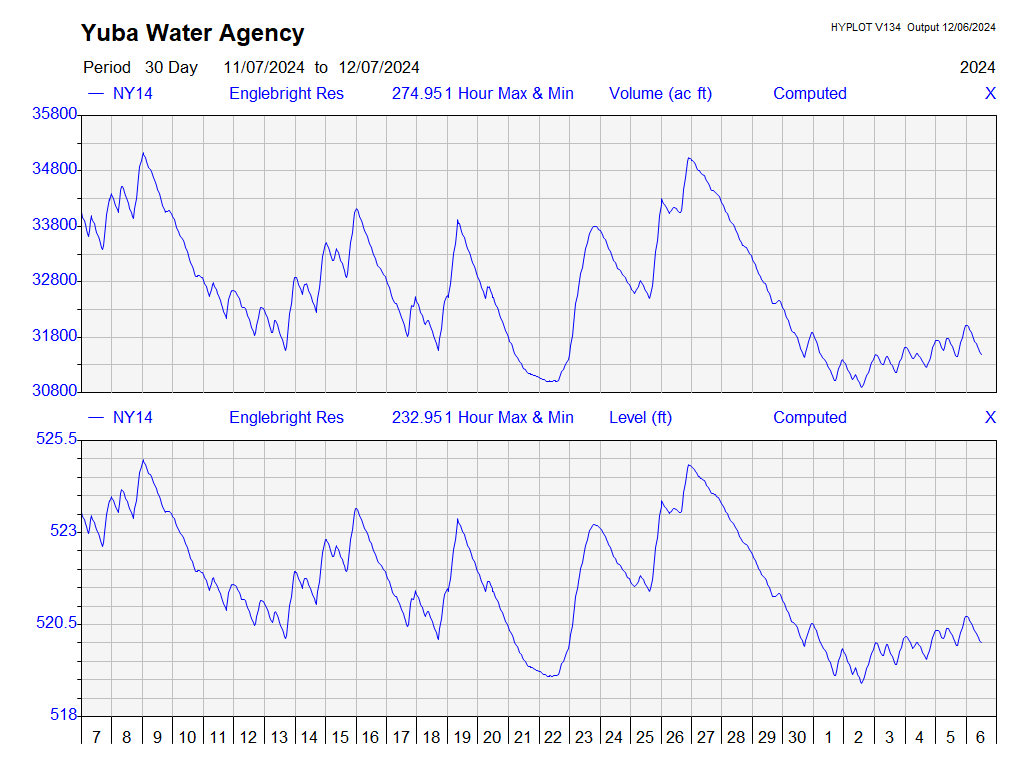 Yuba Water Agency
HYPLOT V134 Output 12/06/2024
Period 30 Day 11/07/2024 to 12/07/2024 2024
— NY14 Englebright Res 274.951 Hour Max & Min Volume (ac ft) Computed X
35800
34800
33800
32800
31800
30800
— NY14 Englebright Res 232.951 Hour Max & Min Level (ft) Computed X
525.5
523
520.5
518
7 8 9 10 11 12 13 14 15 16 17 18 19 20 21 22 23 24 25 26 27 28 29 30 1 2 3 4 5 6